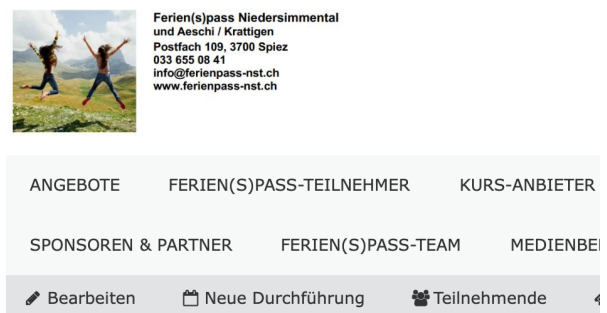 Ferien(s)pass Niedersimmental
und Aeschi / Krattigen
Postfach 109, 3700 Spiez
033 655 08 41
info@ferienpass-nst.ch
www.ferienpass-nst.ch
ANGEBOTE FERIEN(S)PASS-TEILNEHMER KURS-ANBIETER
SPONSOREN & PARTNER FERIEN(S)PASS-TEAM MEDIENBE
Bearbeiten Neue Durchführung Teilnehmende